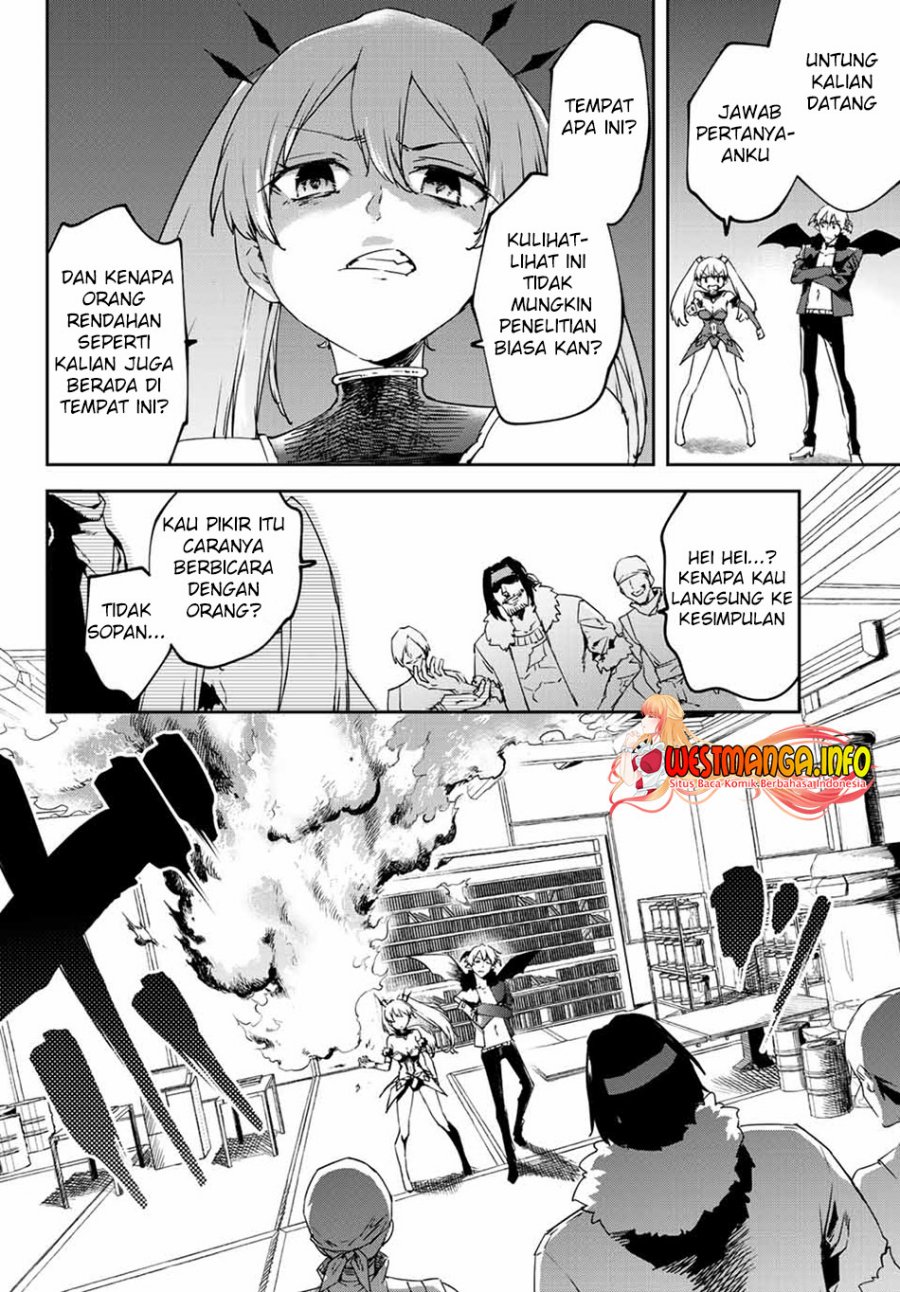 UNTUNG
KALIAN
DATANG
JAWAB
PERTANYA-
ANKU
TEMPAT
APA INI?
KULIHAT-
LIHAT INI
TIDAK
MUNGKIN
PENELITIAN
BIASA KAN?
DAN KENAPA
ORANG
RENDAHAN
SEPERTI
KALIAN JUGA
BERADA DI
TEMPAT INI?
HEI HEI...?
KENAPA KAU
LANGSUNG KE
KESIMPULAN
KAU PIKIR ITU
CARANYA
BERBICARA
DENGAN
ORANG?
TIDAK
SOPAN...
WESTMANGA.INFO
Situs Baca Komik Berbahasa Indonesia